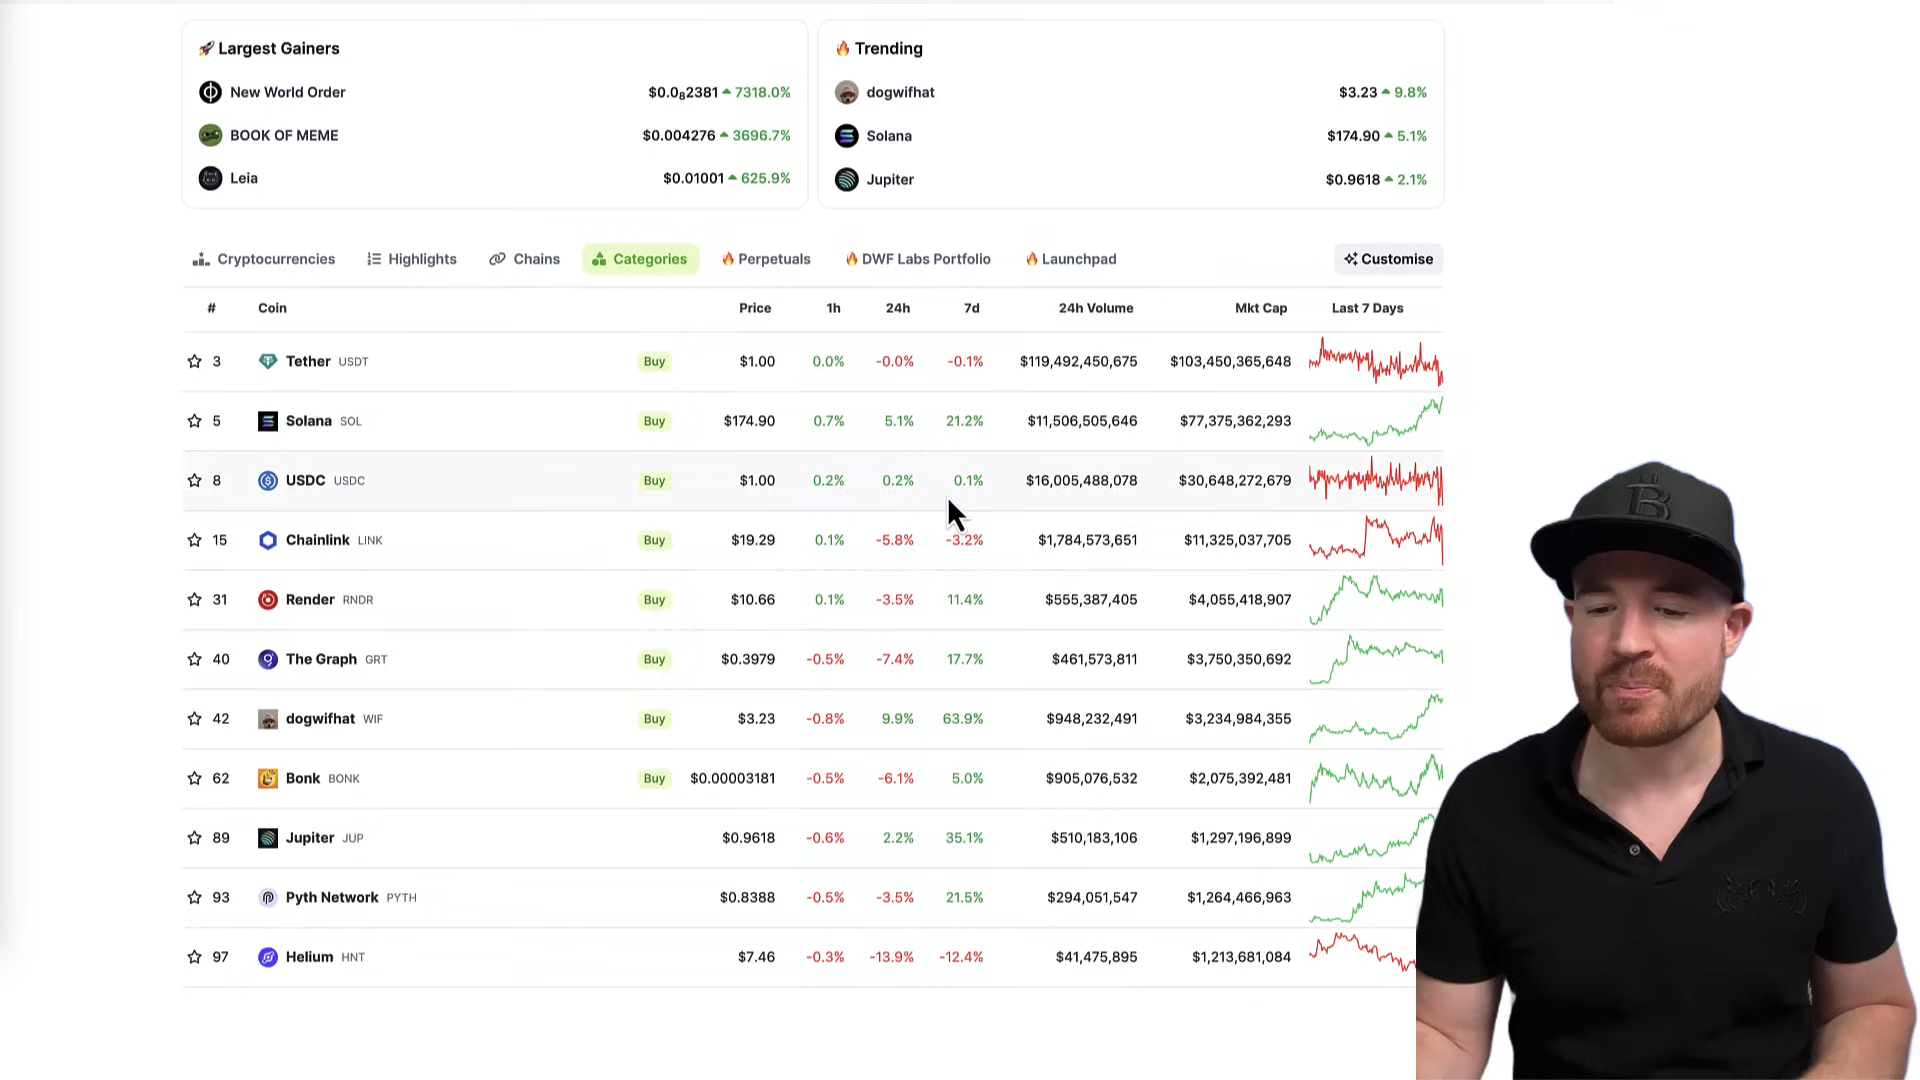 🚀 Largest Gainers
New World Order $0.0₈2381 ▲ 7318.0%
BOOK OF MEME $0.004276 ▲ 3696.7%
Leia $0.01001 ▲ 625.9%
🔥 Trending
dogwifhat $3.23 ▲ 9.8%
Solana $174.90 ▲ 5.1%
Jupiter $0.9618 ▲ 2.1%
Cryptocurrencies Highlights Chains Categories 🔥 Perpetuals 🔥 DWF Labs Portfolio 🔥 Launchpad Customise
# Coin Price 1h 24h 7d 24h Volume Mkt Cap Last 7 Days
3 Tether USDT Buy $1.00 0.0% -0.0% -0.1% $119,492,450,675 $103,450,365,648
5 Solana SOL Buy $174.90 0.7% 5.1% 21.2% $11,506,505,646 $77,375,362,293
8 USDC USDC Buy $1.00 0.2% 0.2% 0.1% $16,005,488,078 $30,648,272,679
15 Chainlink LINK Buy $19.29 0.1% -5.8% -3.2% $1,784,573,651 $11,325,037,705
31 Render RNDR Buy $10.66 0.1% -3.5% 11.4% $555,387,405 $4,055,418,907
40 The Graph GRT Buy $0.3979 -0.5% -7.4% 17.7% $461,573,811 $3,750,350,692
42 dogwifhat WIF Buy $3.23 -0.8% 9.9% 63.9% $948,232,491 $3,234,984,355
62 Bonk BONK Buy $0.00003181 -0.5% -6.1% 5.0% $905,076,532 $2,075,392,481
89 Jupiter JUP $0.9618 -0.6% 2.2% 35.1% $510,183,106 $1,297,196,899
93 Pyth Network PYTH $0.8388 -0.5% -3.5% 21.5% $294,051,547 $1,264,466,963
97 Helium HNT $7.46 -0.3% -13.9% -12.4% $41,475,895 $1,213,681,084